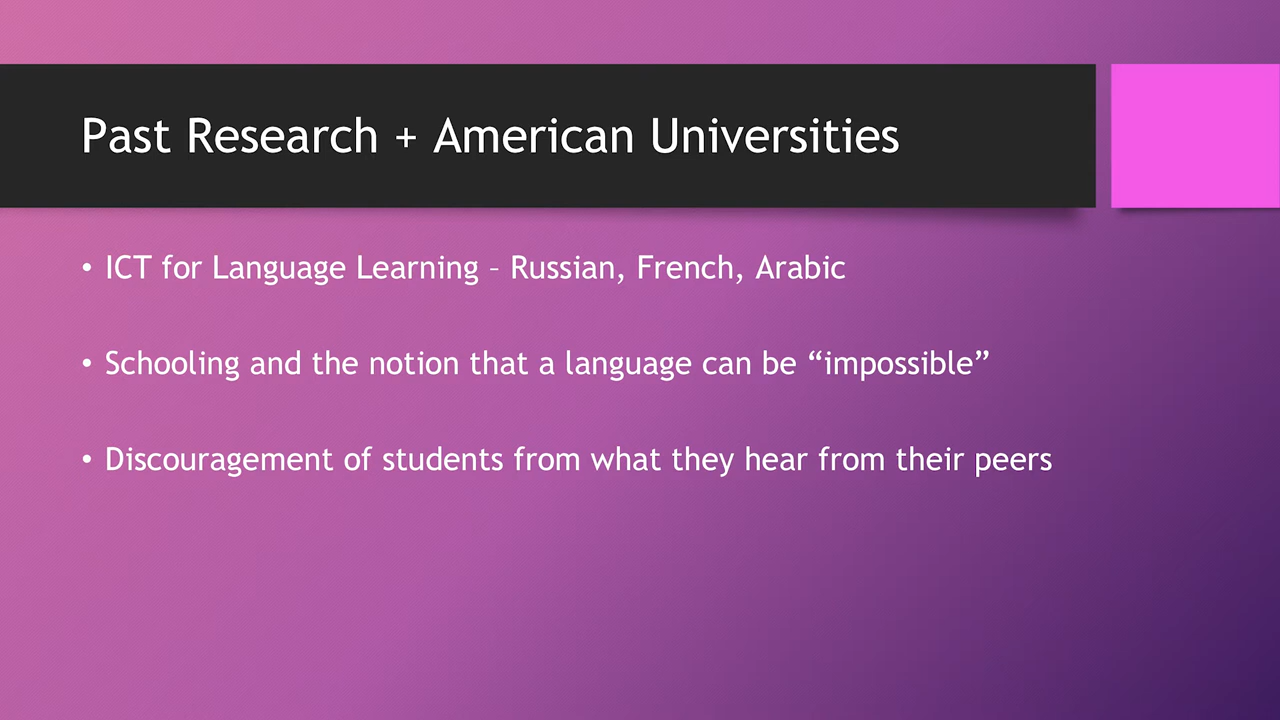 Past Research + American Universities
• ICT for Language Learning – Russian, French, Arabic
• Schooling and the notion that a language can be “impossible”
• Discouragement of students from what they hear from their peers